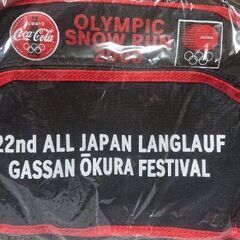 ALWAYS
Coca-Cola
OLYMPIC
SNOW RUN
JAPAN
22nd ALL JAPAN LANGLAUF
GASSAN ŌKURA FESTIVAL